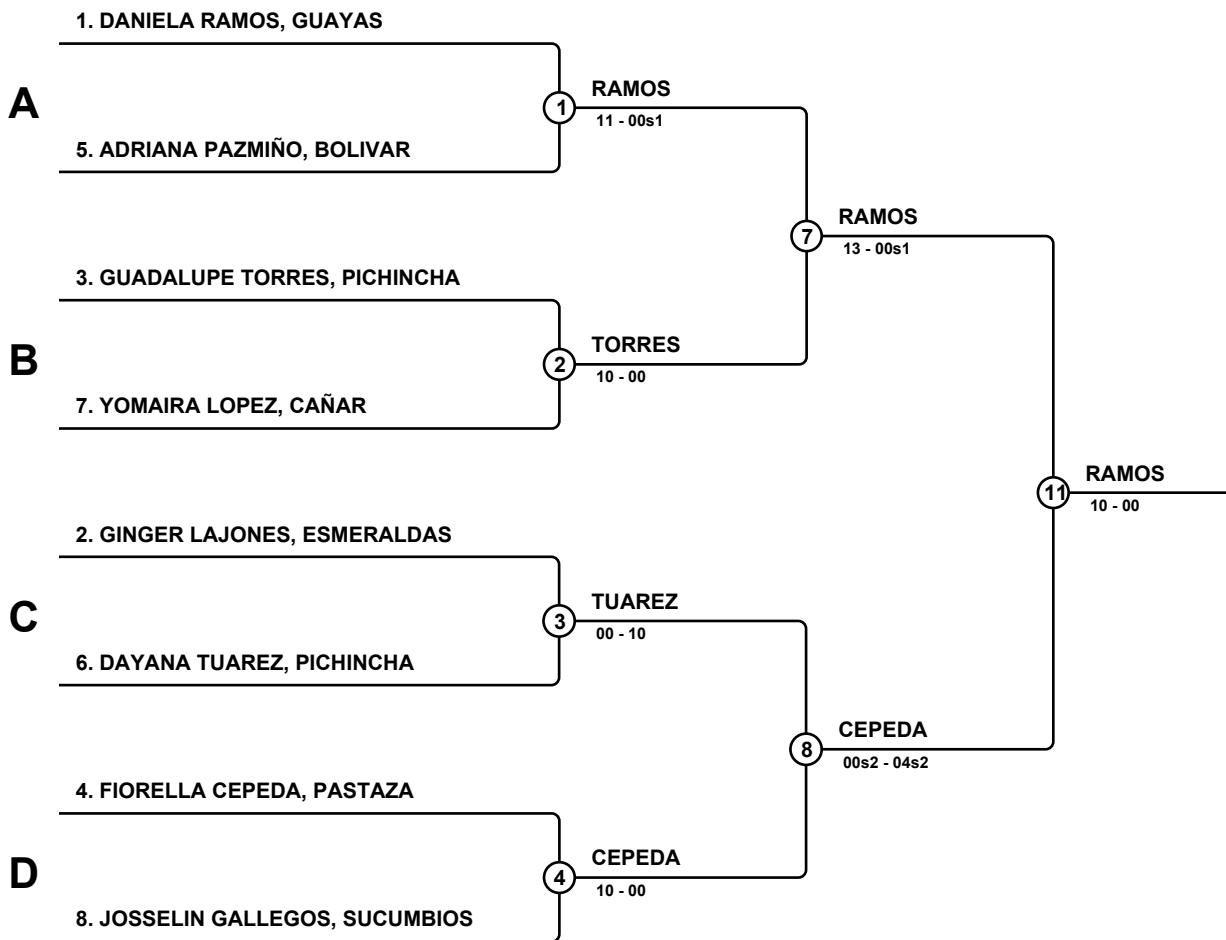 1. DANIELA RAMOS, GUAYAS
A
1
RAMOS
11 - 00s1
5. ADRIANA PAZMIÑO, BOLIVAR
7
RAMOS
13 - 00s1
3. GUADALUPE TORRES, PICHINCHA
B
2
TORRES
10 - 00
7. YOMAIRA LOPEZ, CAÑAR
11
RAMOS
10 - 00
2. GINGER LAJONES, ESMERALDAS
C
3
TUAREZ
00 - 10
6. DAYANA TUAREZ, PICHINCHA
8
CEPEDA
00s2 - 04s2
4. FIORELLA CEPEDA, PASTAZA
D
4
CEPEDA
10 - 00
8. JOSSELIN GALLEGOS, SUCUMBIOS